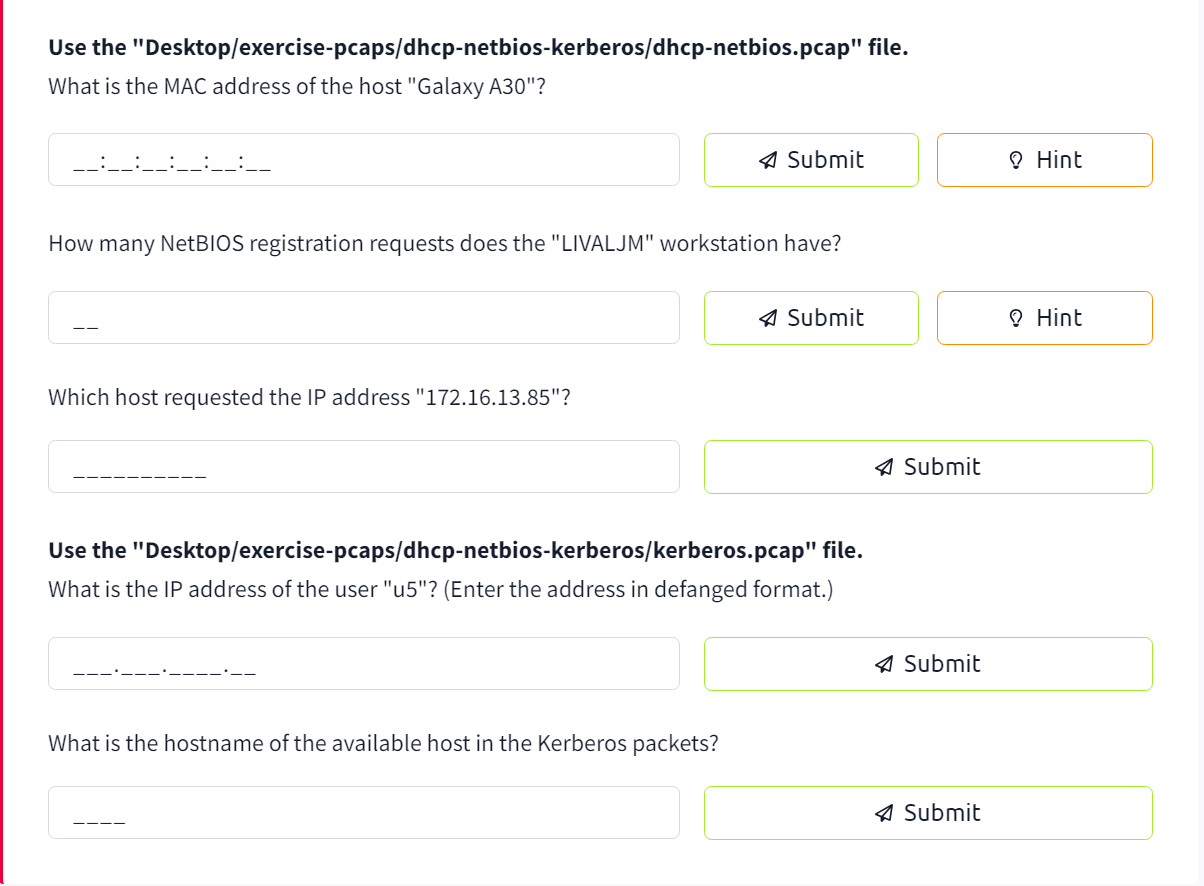 Use the "Desktop/exercise-pcaps/dhcp-netbios-kerberos/dhcp-netbios.pcap" file.
What is the MAC address of the host "Galaxy A30"?
__:__:__:__:__:__ Submit Hint
How many NetBIOS registration requests does the "LIVALJM" workstation have?
__ Submit Hint
Which host requested the IP address "172.16.13.85"?
__________ Submit
Use the "Desktop/exercise-pcaps/dhcp-netbios-kerberos/kerberos.pcap" file.
What is the IP address of the user "u5"? (Enter the address in defanged format.)
___.___.____.__ Submit
What is the hostname of the available host in the Kerberos packets?
____ Submit